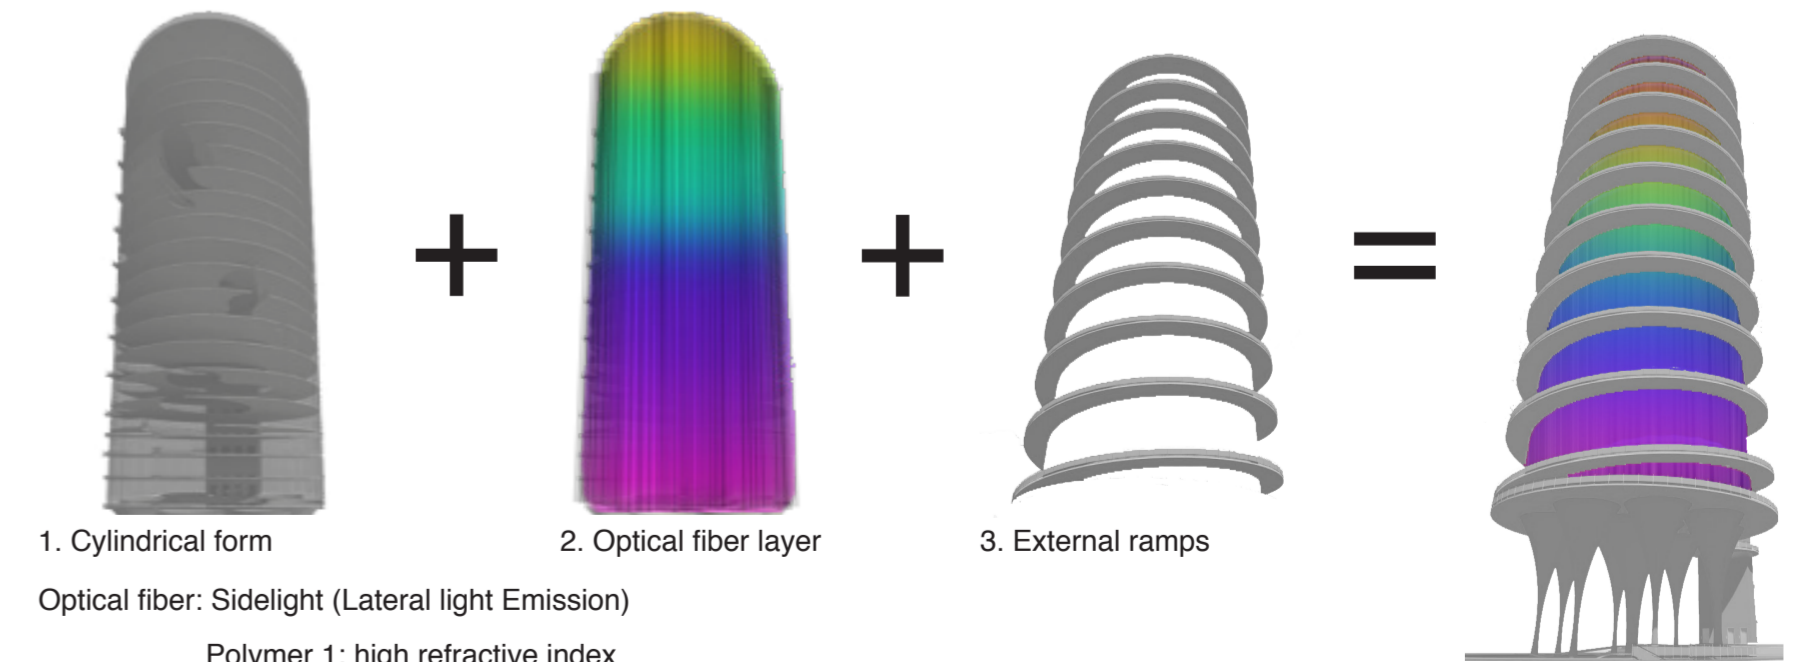 + + =
1. Cylindrical form 2. Optical fiber layer 3. External ramps
Optical fiber: Sidelight (Lateral light Emission)
Polymer 1: high refractive index